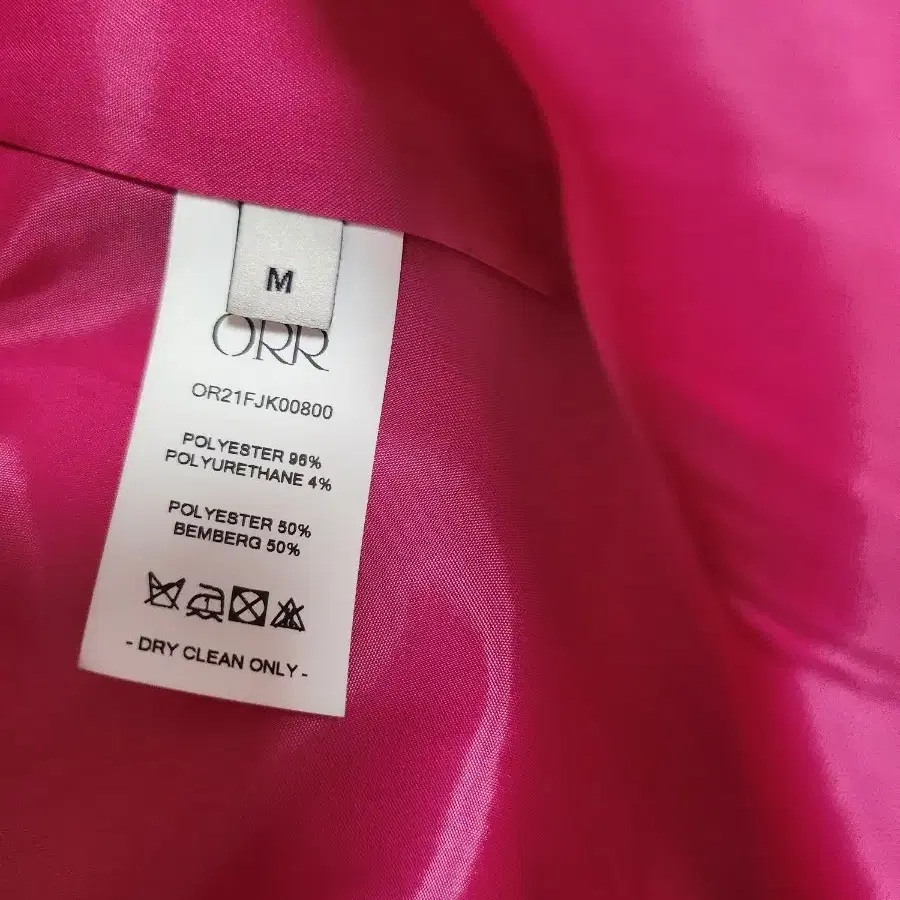 M
ORR
OR21FJK00800
POLYESTER 96%
POLYURETHANE 4%
POLYESTER 50%
BEMBERG 50%
- DRY CLEAN ONLY -